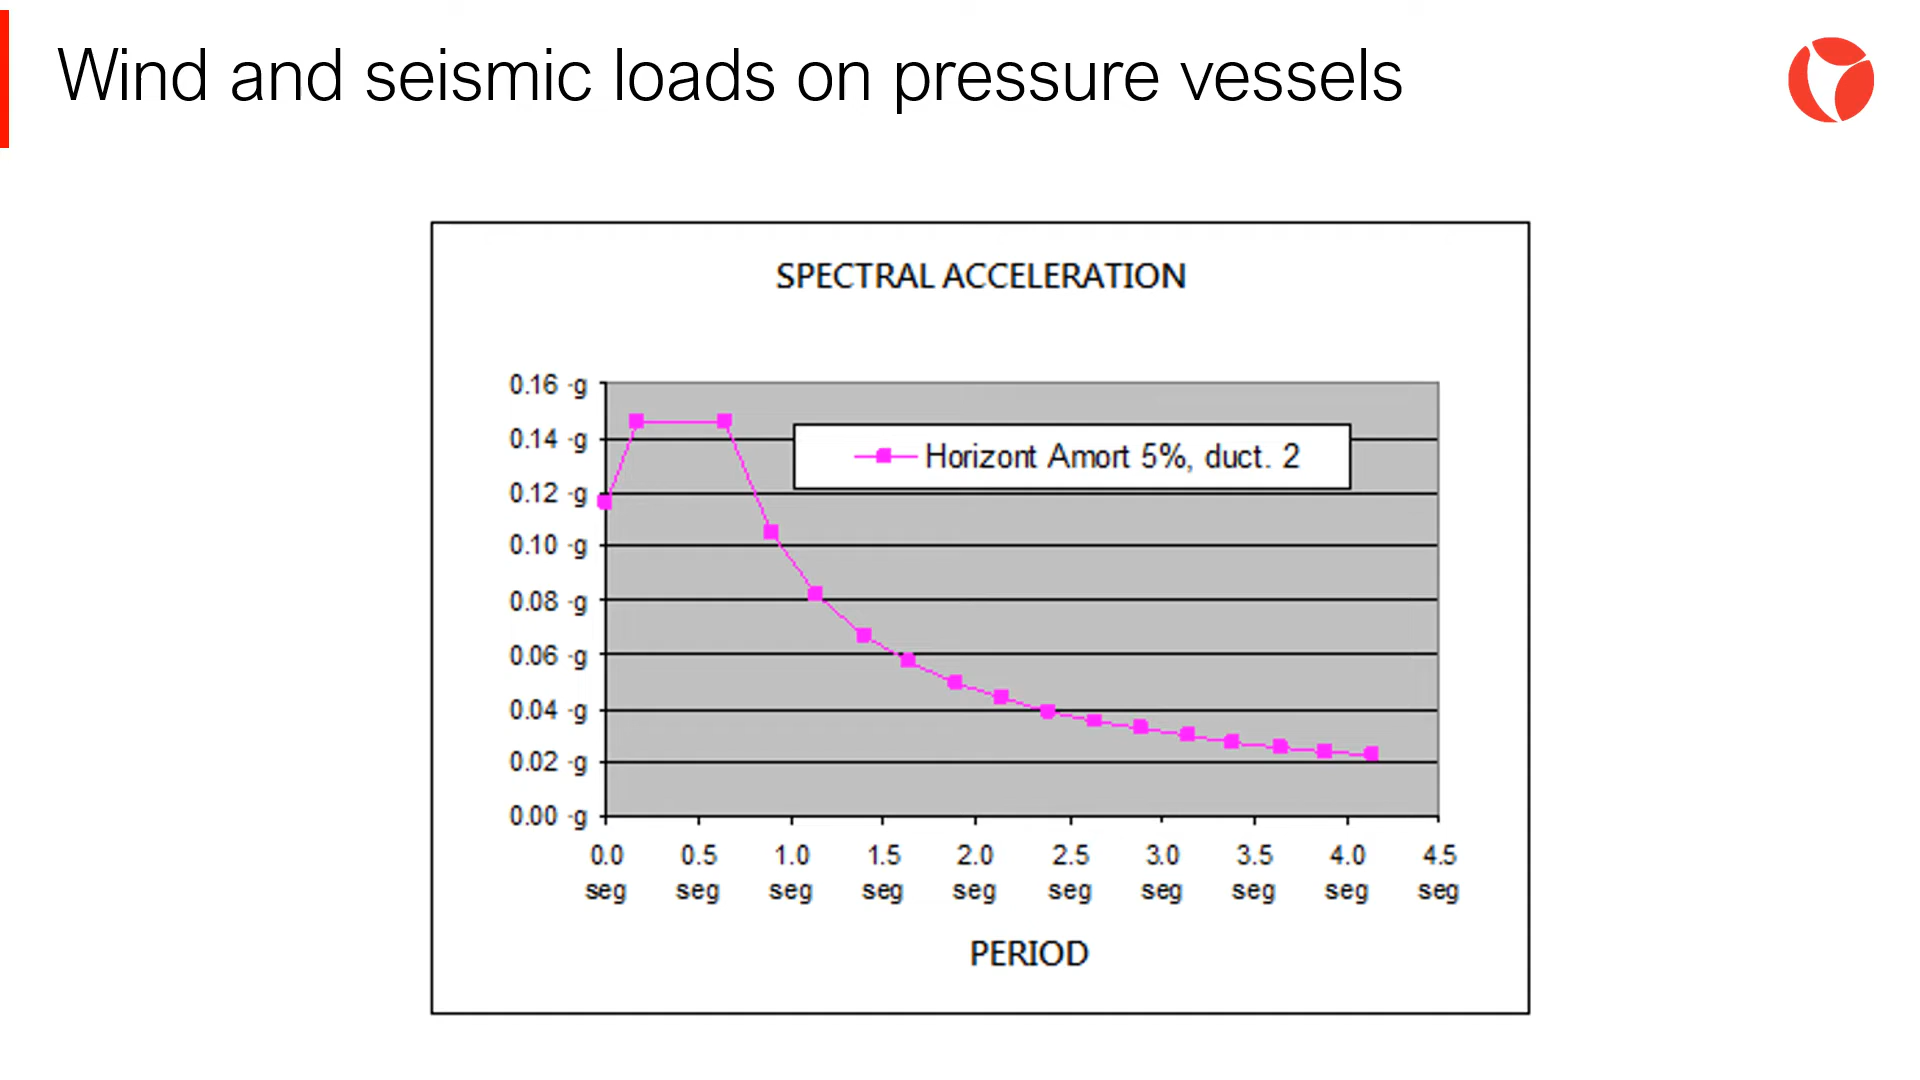 Wind and seismic loads on pressure vessels
SPECTRAL ACCELERATION
0.16 -g
0.14 -g
0.12 -g
0.10 -g
0.08 -g
0.06 -g
0.04 -g
0.02 -g
0.00 -g
Horizont Amort 5%, duct. 2
0.0 0.5 1.0 1.5 2.0 2.5 3.0 3.5 4.0 4.5
seg seg seg seg seg seg seg seg seg seg
PERIOD